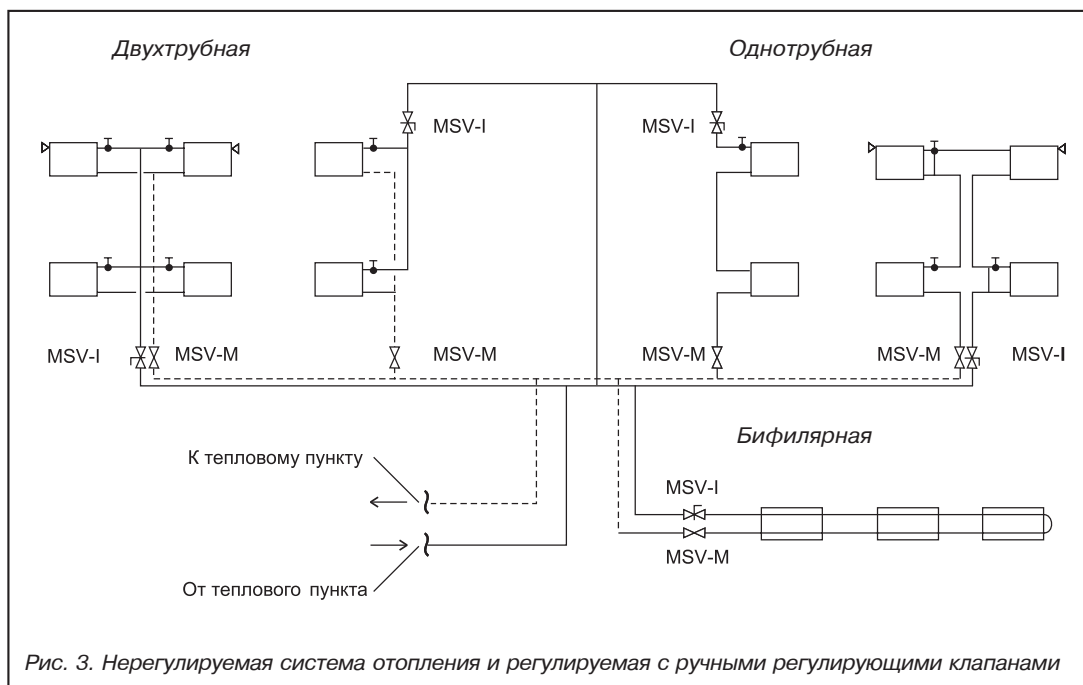 Двухтрубная
Однотрубная
MSV-I
MSV-I
MSV-I
MSV-M
MSV-M
MSV-M
MSV-M
MSV-I
Бифилярная
К тепловому пункту
MSV-I
MSV-M
От теплового пункта
Рис. 3. Нерегулируемая система отопления и регулируемая с ручными регулирующими клапанами